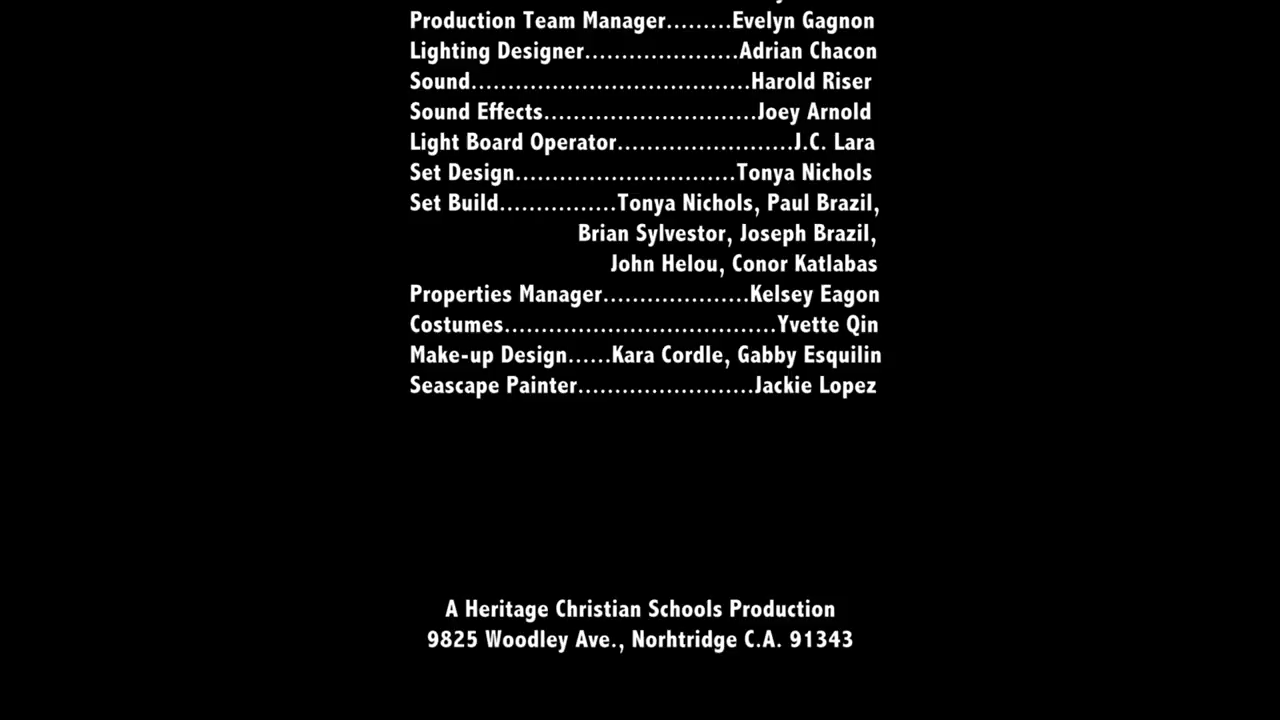 Production Team Manager.........Evelyn Gagnon
Lighting Designer.....................Adrian Chacon
Sound......................................Harold Riser
Sound Effects.............................Joey Arnold
Light Board Operator........................J.C. Lara
Set Design..............................Tonya Nichols
Set Build................Tonya Nichols, Paul Brazil,
Brian Sylvestor, Joseph Brazil,
John Helou, Conor Katlabas
Properties Manager....................Kelsey Eagon
Costumes.....................................Yvette Qin
Make-up Design......Kara Cordle, Gabby Esquilin
Seascape Painter........................Jackie Lopez
A Heritage Christian Schools Production
9825 Woodley Ave., Norhtridge C.A. 91343